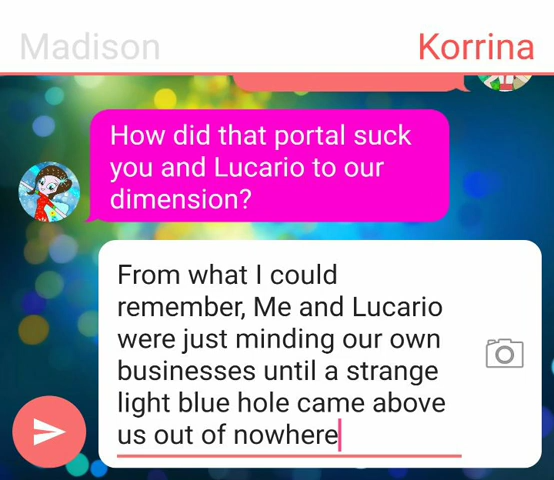 Madison Korrina
How did that portal suck
you and Lucario to our
dimension?
From what I could
remember, Me and Lucario
were just minding our own
businesses until a strange
light blue hole came above
us out of nowhere